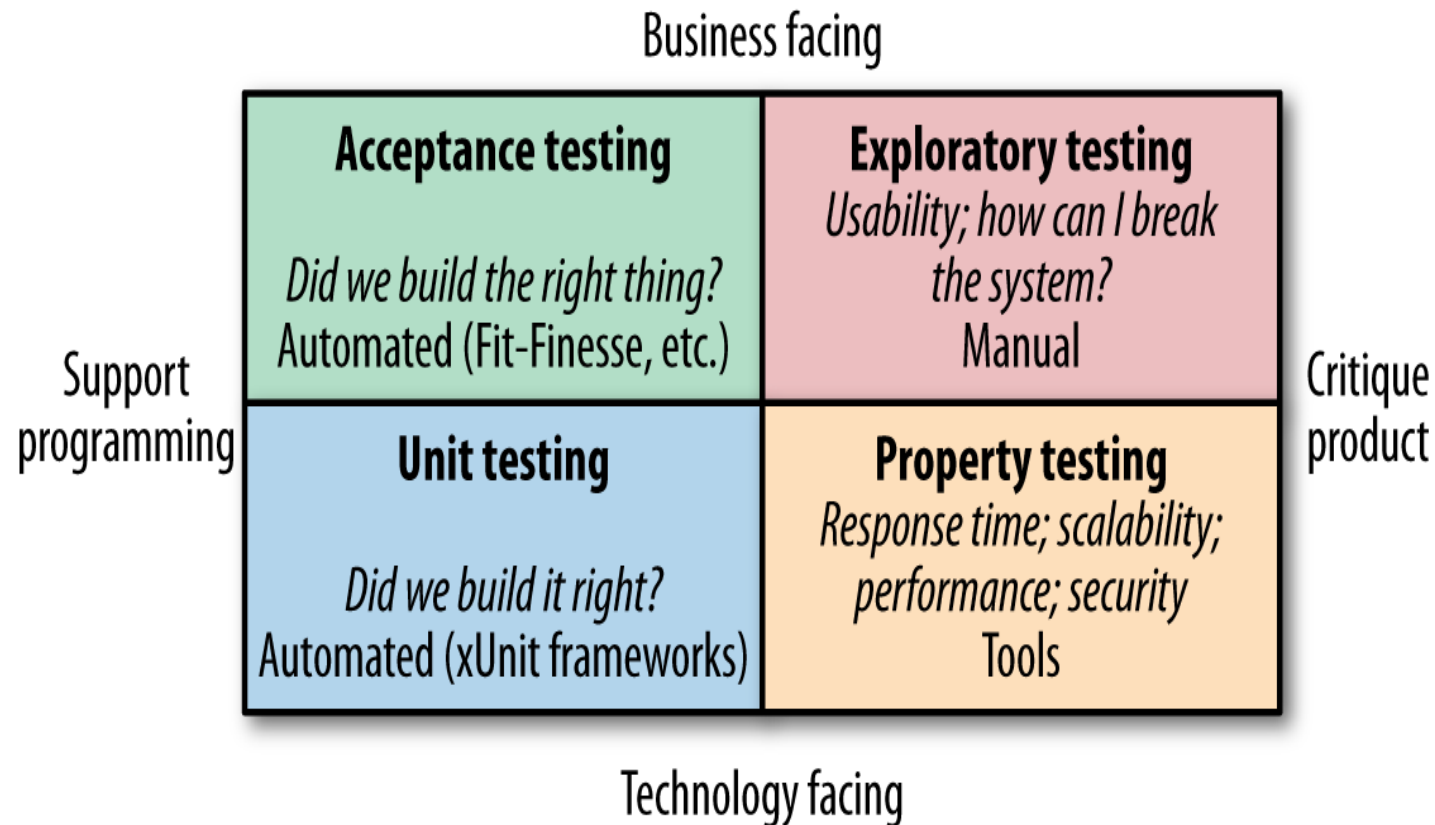 Business facing
Acceptance testing
Did we build the right thing?
Automated (Fit-Finesse, etc.)
Exploratory testing
Usability; how can I break
the system?
Manual
Support
programming
Critique
product
Unit testing
Did we build it right?
Automated (xUnit frameworks)
Property testing
Response time; scalability;
performance; security
Tools
Technology facing